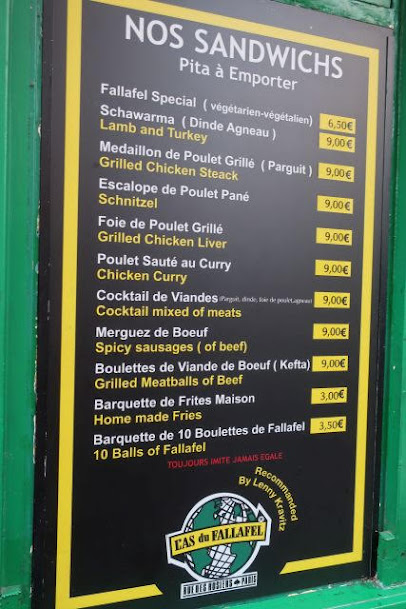 NOS SANDWICHS
Pita à Emporter
Fallafel Special ( végétarien-végétalien) 6,50€
Schawarma ( Dinde Agneau )
Lamb and Turkey 9,00€
Medaillon de Poulet Grillé ( Parguit )
Grilled Chicken Steack 9,00€
Escalope de Poulet Pané
Schnitzel 9,00€
Foie de Poulet Grillé
Grilled Chicken Liver 9,00€
Poulet Sauté au Curry
Chicken Curry 9,00€
Cocktail de Viandes (Parguit, dinde, foie de poulet,agneau) 9,00€
Cocktail mixed of meats
Merguez de Boeuf 9,00€
Spicy sausages ( of beef)
Boulettes de Viande de Boeuf ( Kefta) 9,00€
Grilled Meatballs of Beef
Barquette de Frites Maison 3,00€
Home made Fries
Barquette de 10 Boulettes de Fallafel 3,50€
10 Balls of Fallafel
TOUJOURS IMITE JAMAIS EGALE
Recommanded
By Lenny Kravitz
L'AS du FALLAFEL
RUE DES ROSIERS PARIS